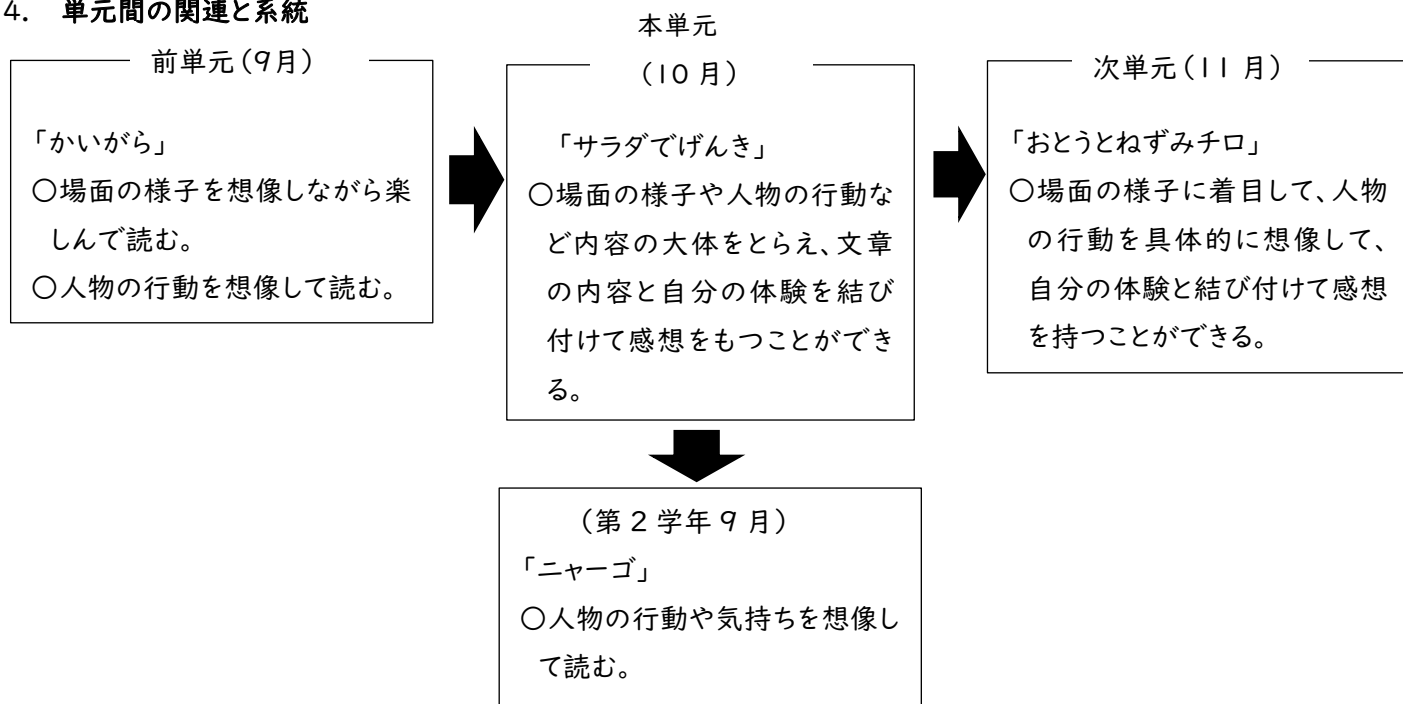 4. 単元間の関連と系統
前単元(9月)
「かいがら」
○場面の様子を想像しながら楽
しんで読む。
○人物の行動を想像して読む。
本単元
(10月)
「サラダでげんき」
○場面の様子や人物の行動な
ど内容の大体をとらえ、文章
の内容と自分の体験を結び
付けて感想をもつことができ
る。
次単元(11月)
「おとうとねずみチロ」
○場面の様子に着目して、人物
の行動を具体的に想像して、
自分の体験と結び付けて感想
を持つことができる。
(第2学年9月)
「ニャーゴ」
○人物の行動や気持ちを想像し
て読む。